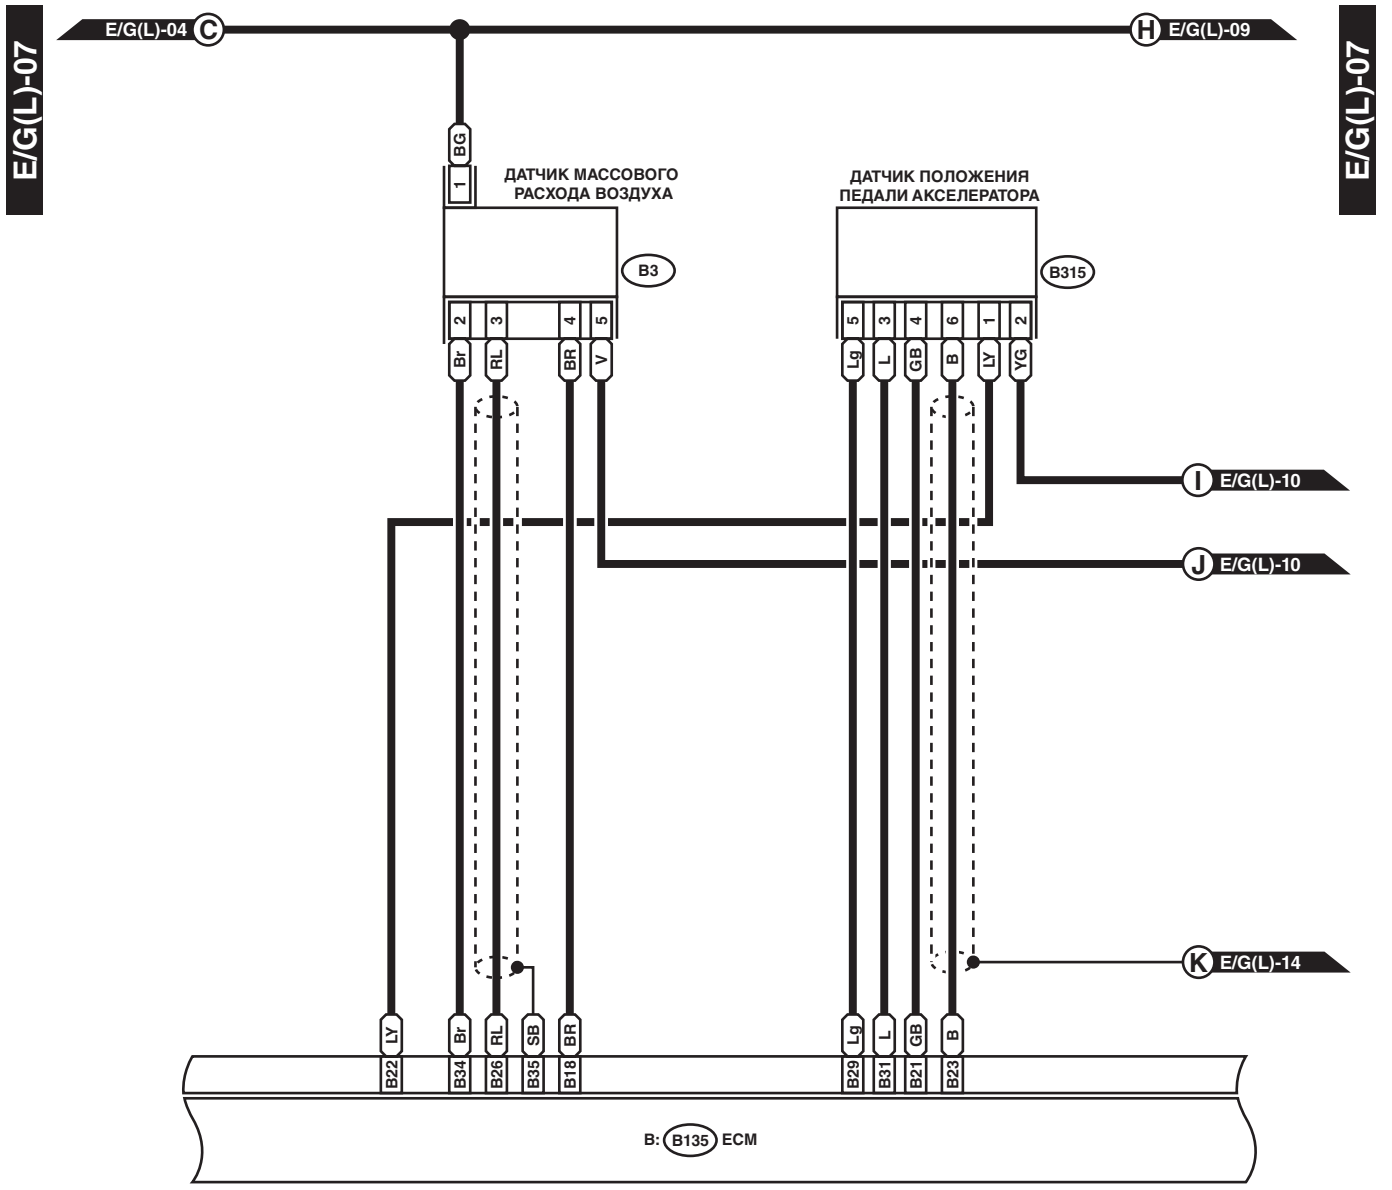 E/G(L)-07
E/G(L)-04 C
H E/G(L)-09
E/G(L)-07
BG
1
ДАТЧИК МАССОВОГО
РАСХОДА ВОЗДУХА
ДАТЧИК ПОЛОЖЕНИЯ
ПЕДАЛИ АКСЕЛЕРАТОРА
B3
B315
2 3 4 5
5 3 4 6 1 2
Br RL BR V
Lg L GB B LY YG
I E/G(L)-10
J E/G(L)-10
K E/G(L)-14
LY Br RL SB BR
Lg L GB B
B22 B34 B26 B35 B18
B29 B31 B21 B23
B: B135 ECM